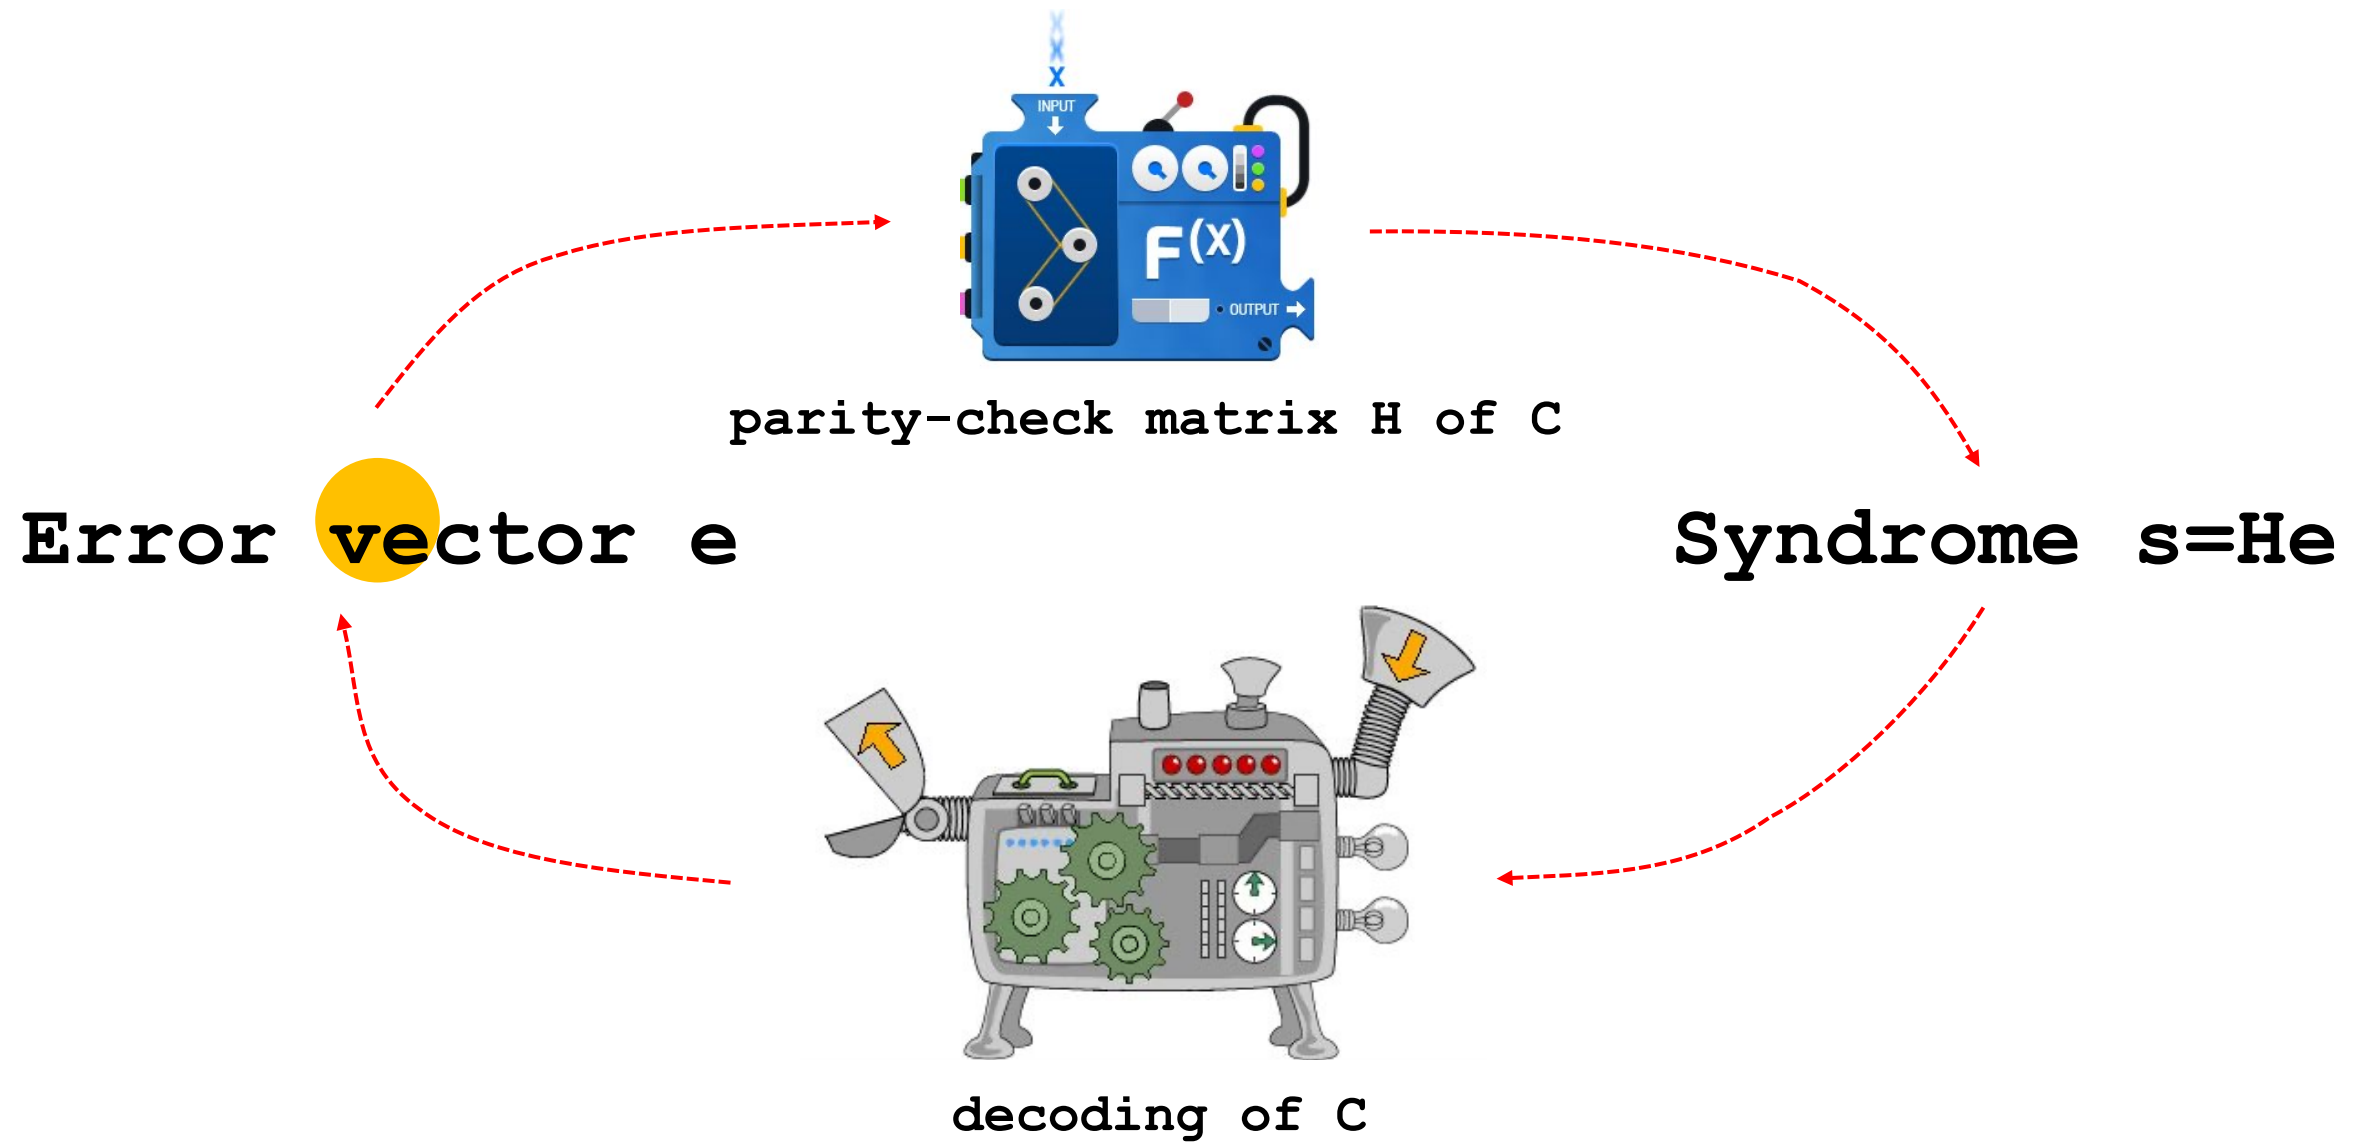 X
X
X
INPUT
F(X)
OUTPUT
parity-check matrix H of C
Error vector e
Syndrome s=He
decoding of C